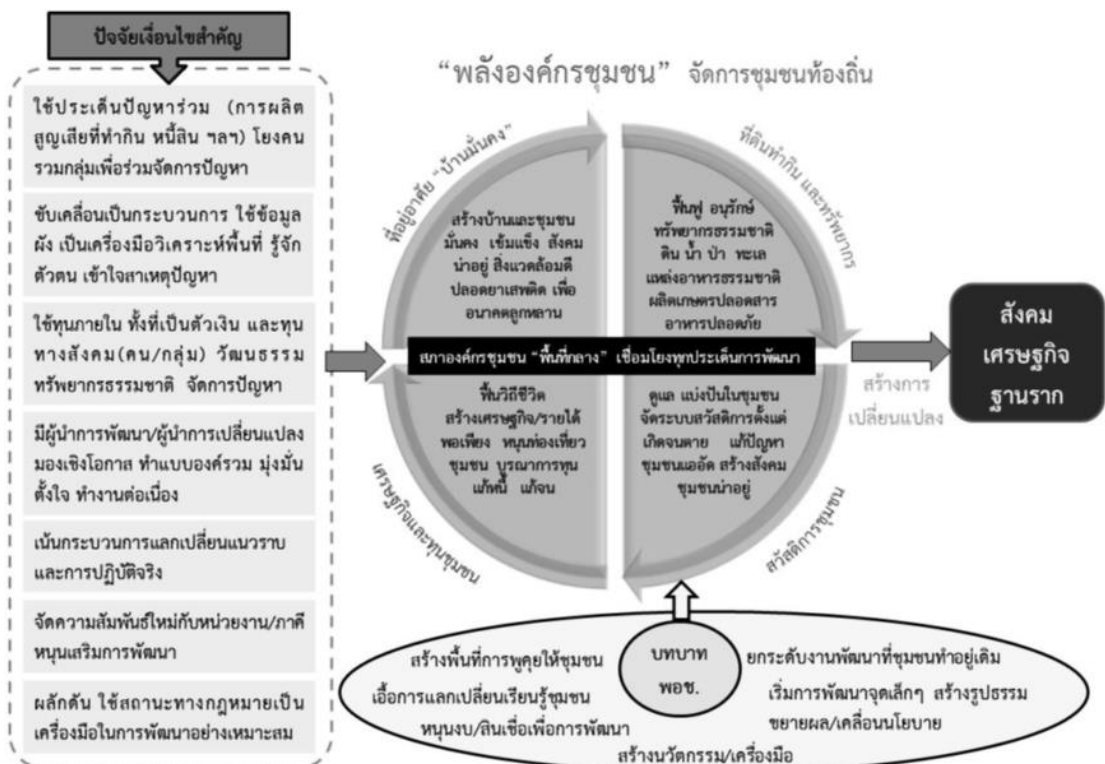 ปัจจัยเงื่อนไขสำคัญ
ใช้ประเด็นปัญหาร่วม (การผลิต
สูญเสียที่ทำกิน หนี้สิน ฯลฯ) โยงคน
รวมกลุ่มเพื่อร่วมจัดการปัญหา
ขับเคลื่อนเป็นกระบวนการ ใช้ข้อมูล
ผัง เป็นเครื่องมือวิเคราะห์พื้นที่ รู้จัก
ตัวตน เข้าใจสาเหตุปัญหา
ใช้ทุนภายใน ทั้งที่เป็นตัวเงิน และทุน
ทางสังคม(คน/กลุ่ม) วัฒนธรรม
ทรัพยากรธรรมชาติ จัดการปัญหา
มีผู้นำการพัฒนา/ผู้นำการเปลี่ยนแปลง
มองเชิงโอกาส ทำแบบองค์รวม มุ่งมั่น
ตั้งใจ ทำงานต่อเนื่อง
เน้นกระบวนการแลกเปลี่ยนแนวราบ
และการปฏิบัติจริง
จัดความสัมพันธ์ใหม่กับหน่วยงาน/ภาคี
หนุนเสริมการพัฒนา
ผลักดัน ใช้สถานะทางกฎหมายเป็น
เครื่องมือในการพัฒนาอย่างเหมาะสม
“พลังองค์กรชุมชน” จัดการชุมชนท้องถิ่น
ที่อยู่อาศัย “บ้านมั่นคง”
ที่ดินทำกิน และทรัพยากร
สร้างบ้านและชุมชน
มั่นคง เข้มแข็ง สังคม
น่าอยู่ สิ่งแวดล้อมดี
ปลอดยาเสพติด เพื่อ
อนาคตลูกหลาน
ฟื้นฟู อนุรักษ์
ทรัพยากรธรรมชาติ
ดิน น้ำ ป่า ทะเล
แหล่งอาหารธรรมชาติ
ผลิตเกษตรปลอดสาร
อาหารปลอดภัย
สภาองค์กรชุมชน “พื้นที่กลาง” เชื่อมโยงทุกประเด็นการพัฒนา
ฟื้นวิถีชีวิต
สร้างเศรษฐกิจ/รายได้
พอเพียง หนุนท่องเที่ยว
ชุมชน บูรณาการทุน
แก้หนี้ แก้จน
ดูแล แบ่งปันในชุมชน
จัดระบบสวัสดิการตั้งแต่
เกิดจนตาย แก้ปัญหา
ชุมชนแออัด สร้างสังคม
ชุมชนน่าอยู่
เศรษฐกิจและทุนชุมชน
สวัสดิการชุมชน
สร้างการ
เปลี่ยนแปลง
สังคม
เศรษฐกิจ
ฐานราก
บทบาท
พอช.
สร้างพื้นที่การพูคุยให้ชุมชน
เอื้อการแลกเปลี่ยนเรียนรู้ชุมชน
หนุนงบ/สินเชื่อเพื่อการพัฒนา
ยกระดับงานพัฒนาที่ชุมชนทำอยู่เดิม
เริ่มการพัฒนาจุดเล็กๆ สร้างรูปธรรม
ขยายผล/เคลื่อนนโยบาย
สร้างนวัตกรรม/เครื่องมือ